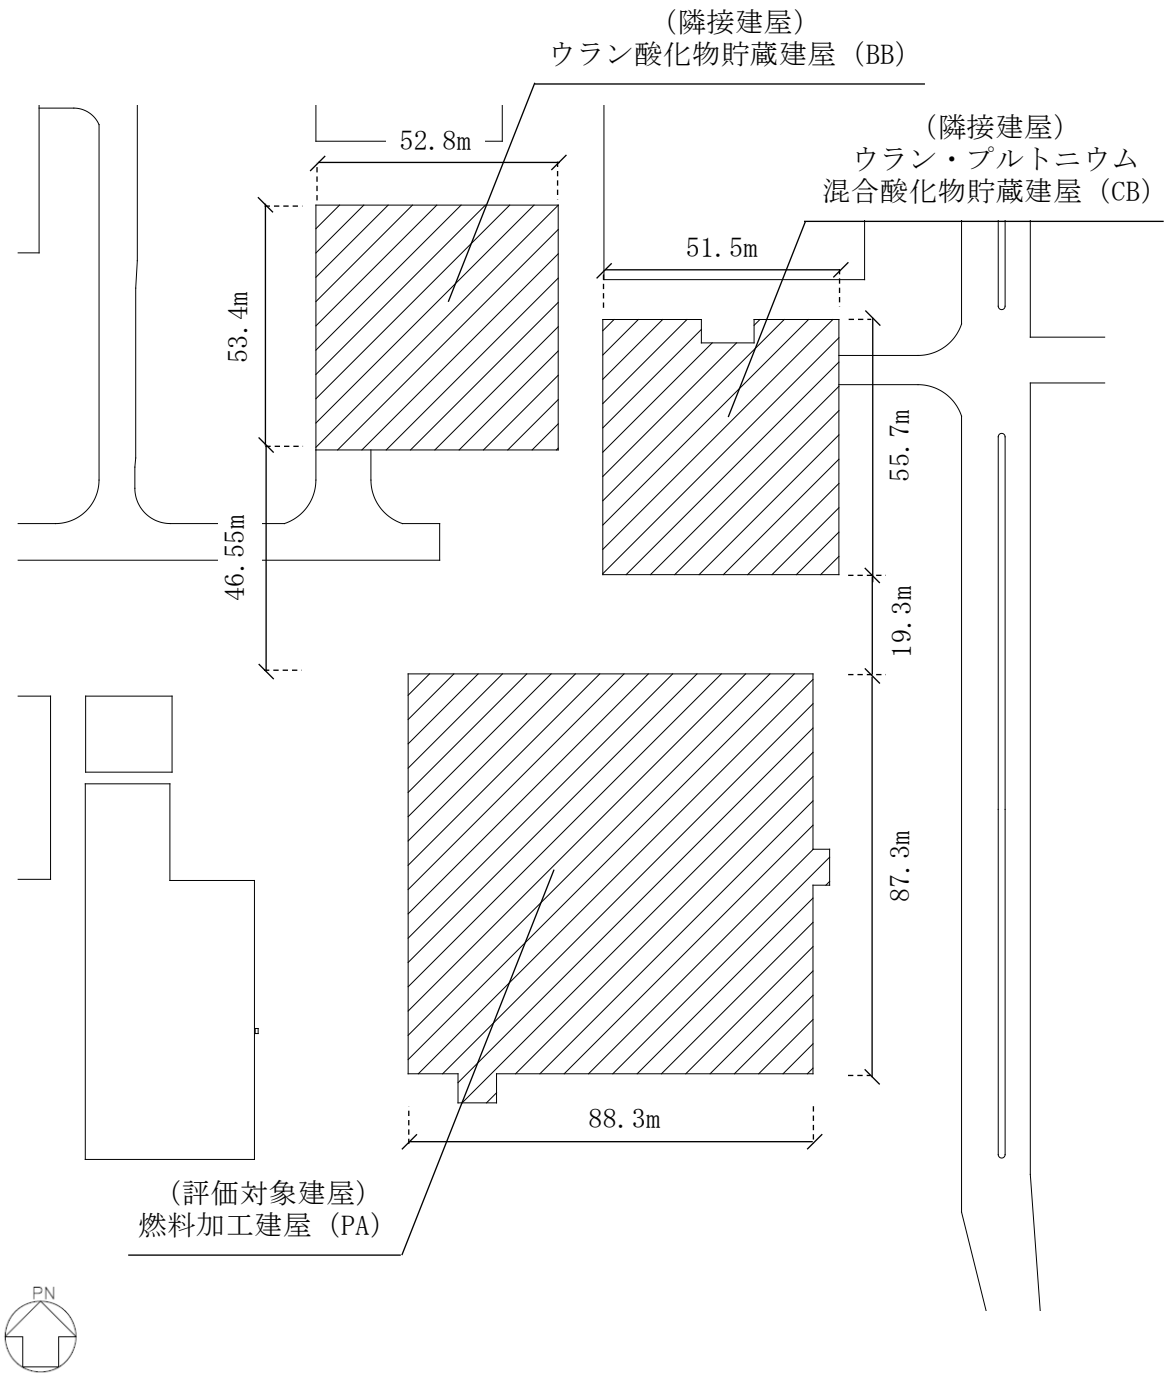 (隣接建屋)
ウラン酸化物貯蔵建屋(BB)
(隣接建屋)
ウラン・プルトニウム
混合酸化物貯蔵建屋(CB)
52.8m
51.5m
53.4m
55.7m
46.55m
19.3m
87.3m
88.3m
(評価対象建屋)
燃料加工建屋(PA)
PN